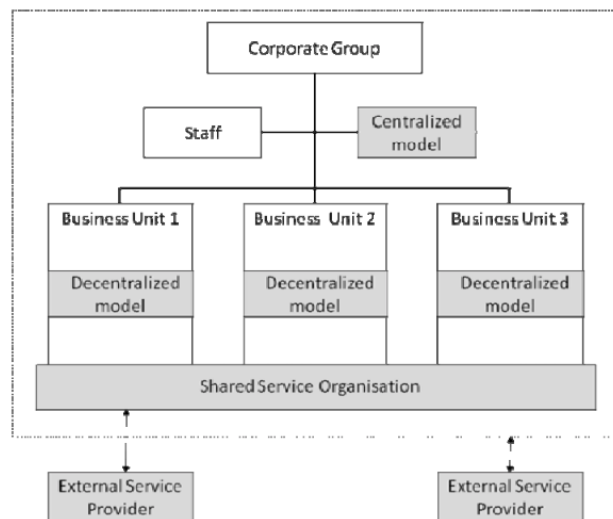 Corporate Group
Staff
Centralized
model
Business Unit 1
Business Unit 2
Business Unit 3
Decentralized
model
Decentralized
model
Decentralized
model
Shared Service Organisation
External Service
Provider
External Service
Provider